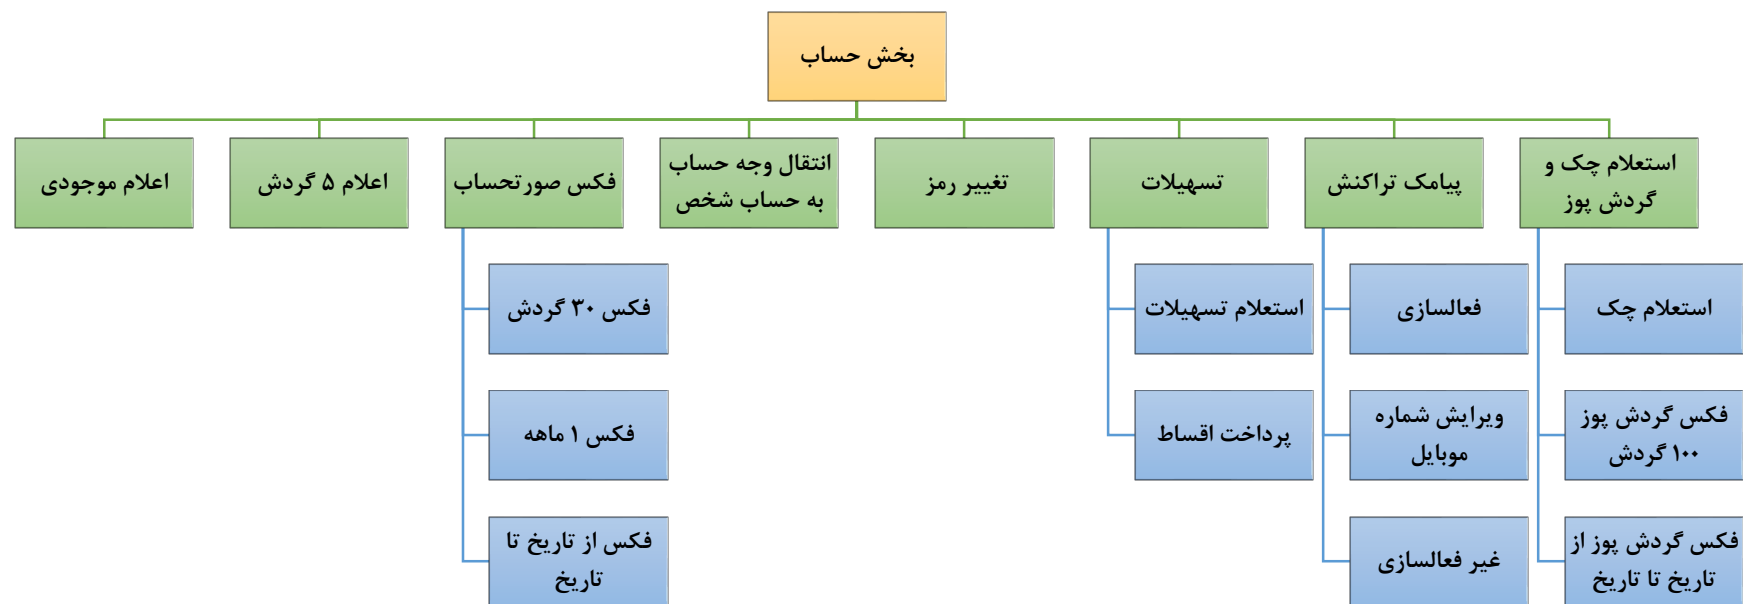 بخش حساب
استعلام چک و
گردش پوز
پیامک تراکنش
تسهیلات
تغییر رمز
انتقال وجه حساب
به حساب شخص
فکس صورتحساب
اعلام ۵ گردش
اعلام موجودی
استعلام چک
فعالسازی
استعلام تسهیلات
فکس ۳۰ گردش
فکس گردش پوز
۱۰۰ گردش
ویرایش شماره
موبایل
پرداخت اقساط
فکس ۱ ماهه
فکس گردش پوز از
تاریخ تا تاریخ
غیر فعالسازی
فکس از تاریخ تا
تاریخ